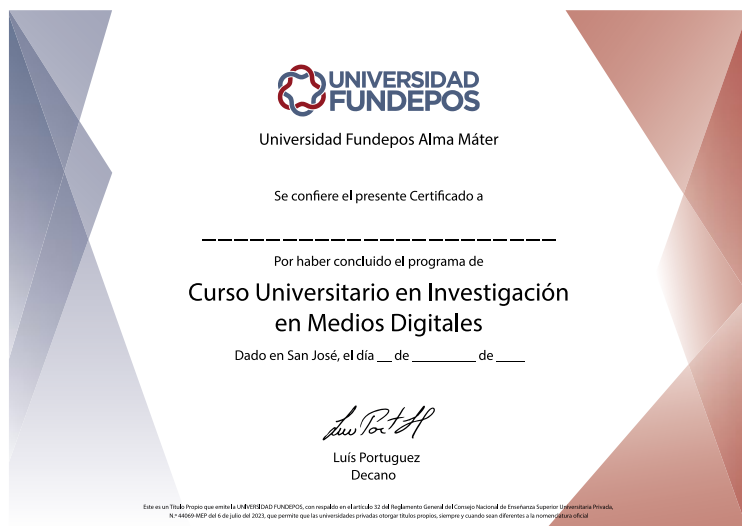 UNIVERSIDAD
FUNDEPOS
Universidad Fundepos Alma Máter
Se confiere el presente Certificado a
Por haber concluido el programa de
Curso Universitario en Investigación
en Medios Digitales
Dado en San José, el día __ de ________ de ____
Luís Portuguez
Decano
Este es un Título Propio que emite la UNIVERSIDAD FUNDEPOS, con respaldo en el artículo 32 del Reglamento General del Consejo Nacional de Enseñanza Superior Universitaria Privada,
N.º 44069-MEP del 6 de julio del 2023, que permite que las universidades privadas otorgar títulos propios, siempre y cuando sean diferentes a la nomenclatura oficial